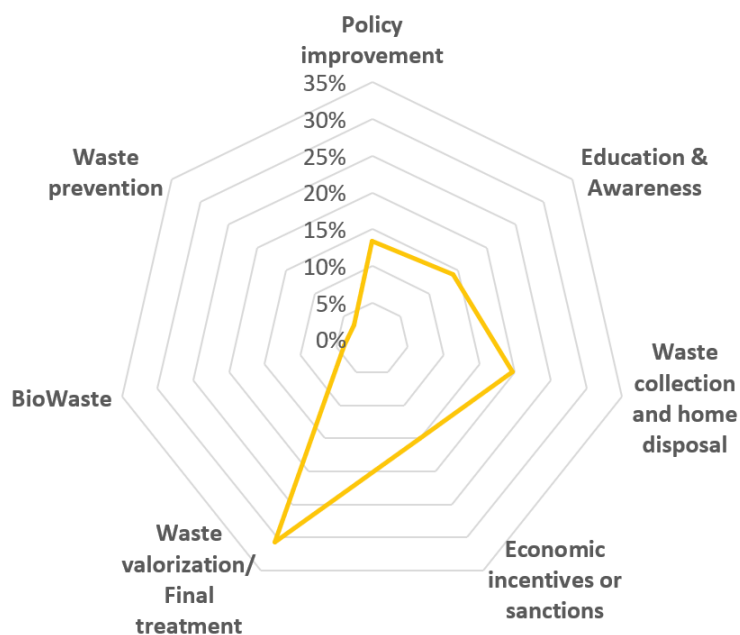 Policy
improvement
35%
30%
25%
20%
15%
10%
5%
0%
Education &
Awareness
Waste
collection
and home
disposal
Economic
incentives or
sanctions
Waste
valorization/
Final
treatment
BioWaste
Waste
prevention